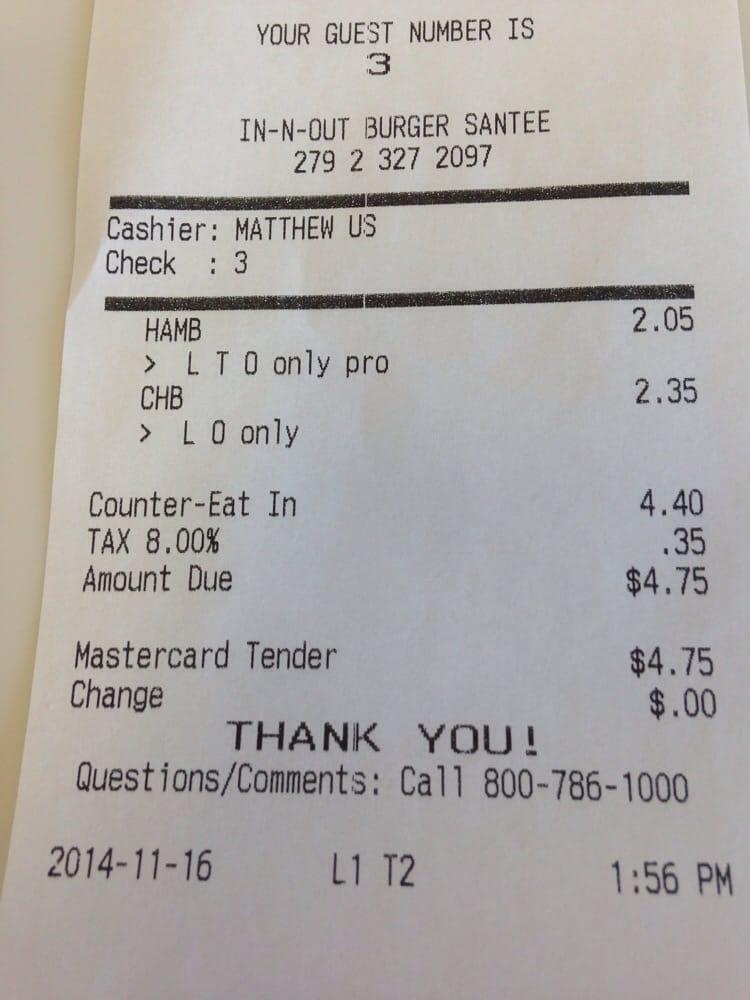 YOUR GUEST NUMBER IS
3
IN-N-OUT BURGER SANTEE
279 2 327 2097
Cashier: MATTHEW US
Check : 3
HAMB 2.05
> L T O only pro
CHB 2.35
> L O only
Counter-Eat In 4.40
TAX 8.00% .35
Amount Due $4.75
Mastercard Tender $4.75
Change $.00
THANK YOU!
Questions/Comments: Call 800-786-1000
2014-11-16 L1 T2 1:56 PM